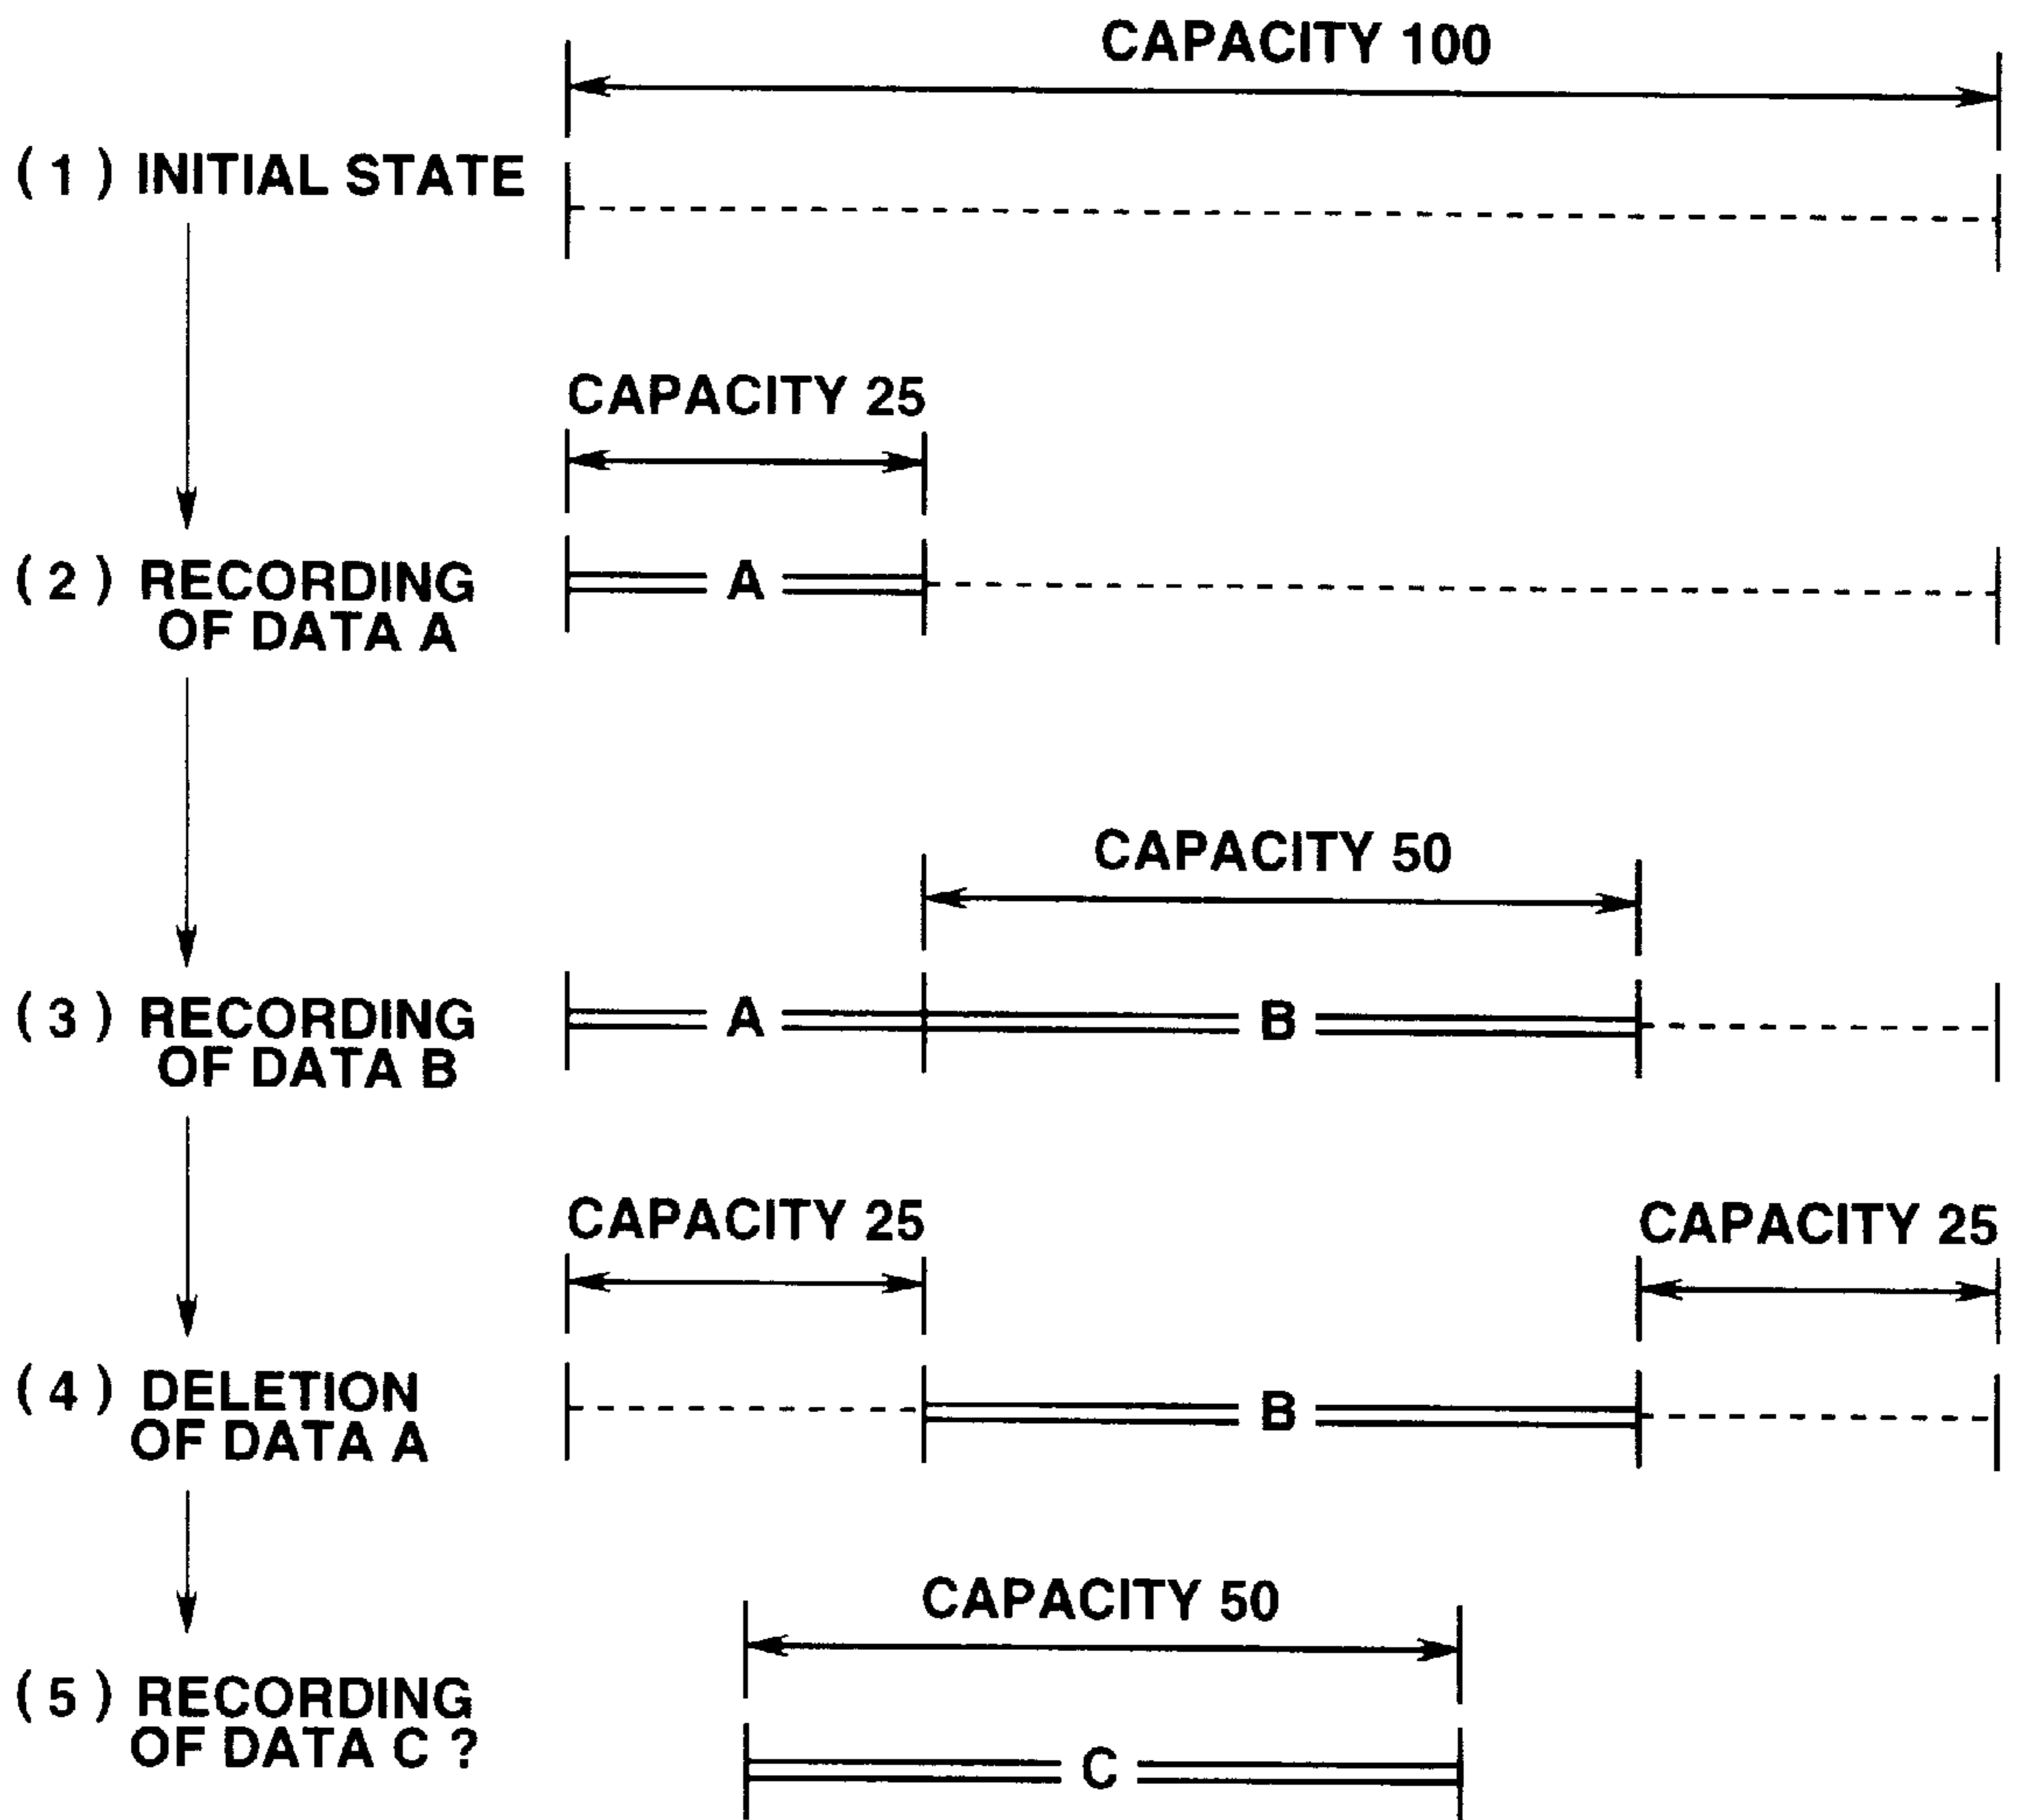 CAPACITY 100
( 1 ) INITIAL STATE
CAPACITY 25
( 2 ) RECORDING
OF DATA A
A
CAPACITY 50
( 3 ) RECORDING
OF DATA B
A
B
CAPACITY 25
CAPACITY 25
( 4 ) DELETION
OF DATA A
B
CAPACITY 50
( 5 ) RECORDING
OF DATA C ?
C